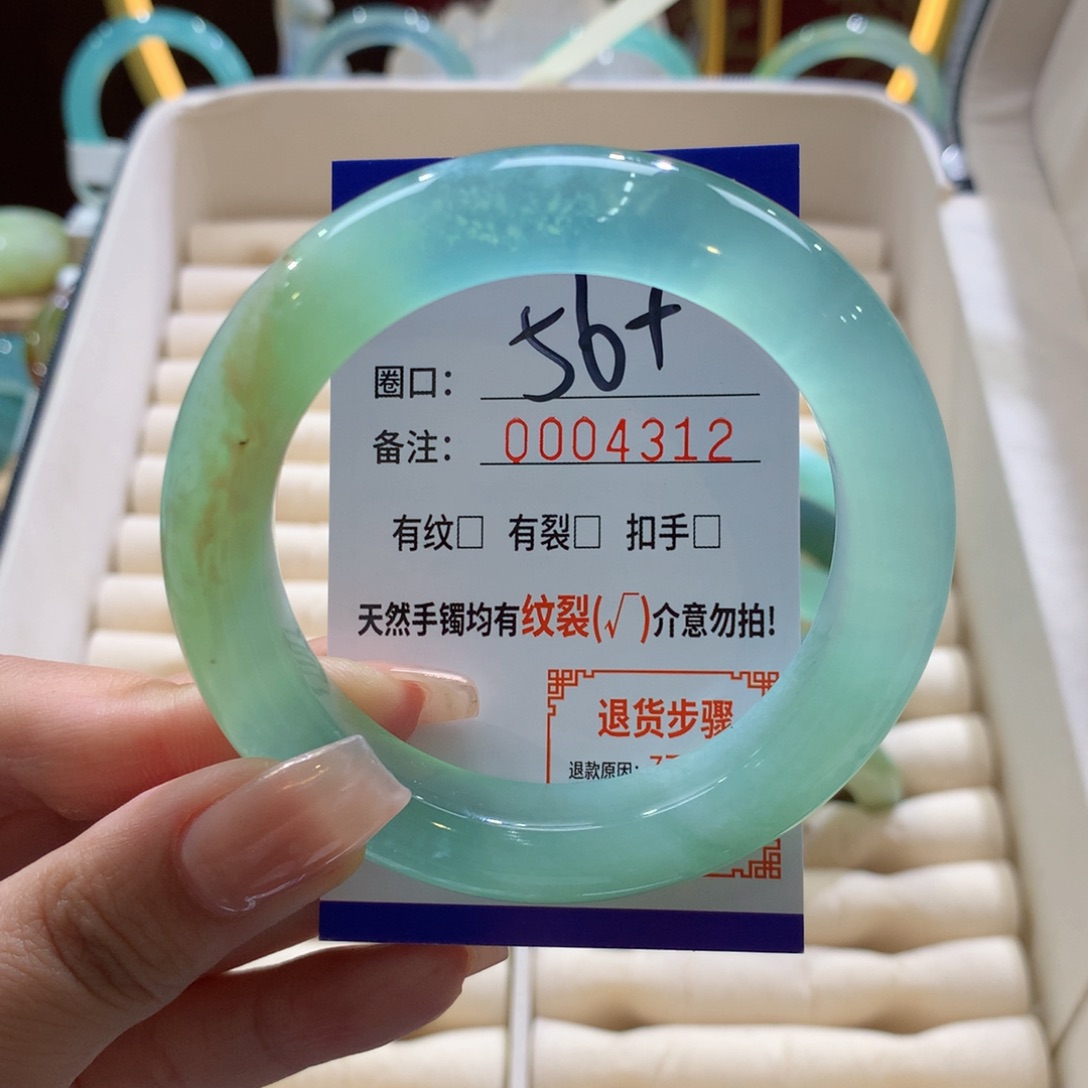 圈口： 56+
备注： 0004312
有纹□ 有裂□ 扣手□
天然手镯均有纹裂(√)介意勿拍!
退货步骤
退款原因：